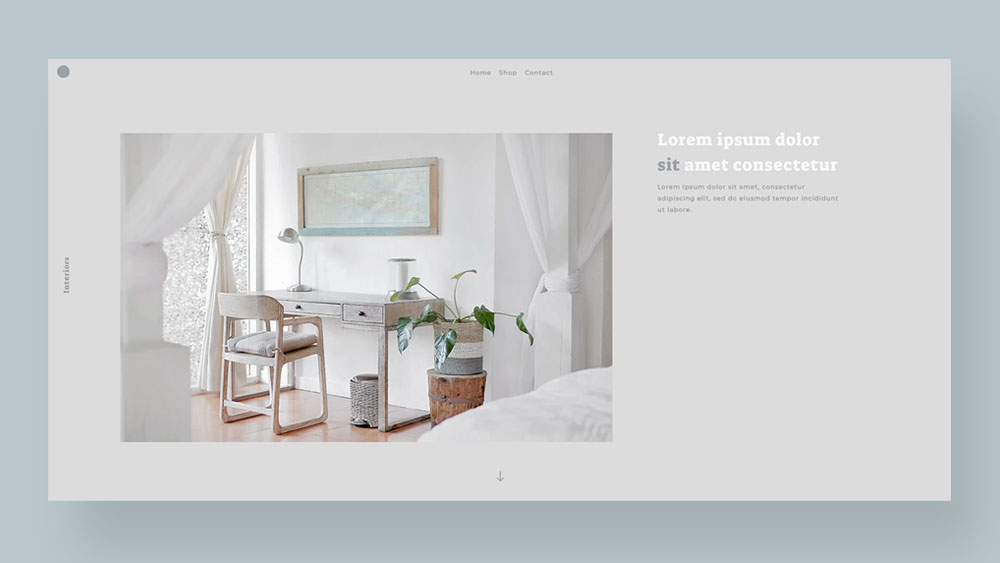 Home Shop Contact
Lorem ipsum dolor
sit amet consectetur
Lorem ipsum dolor sit amet, consectetur
adipiscing elit, sed do eiusmod tempor incididunt
ut labore.
Interiors